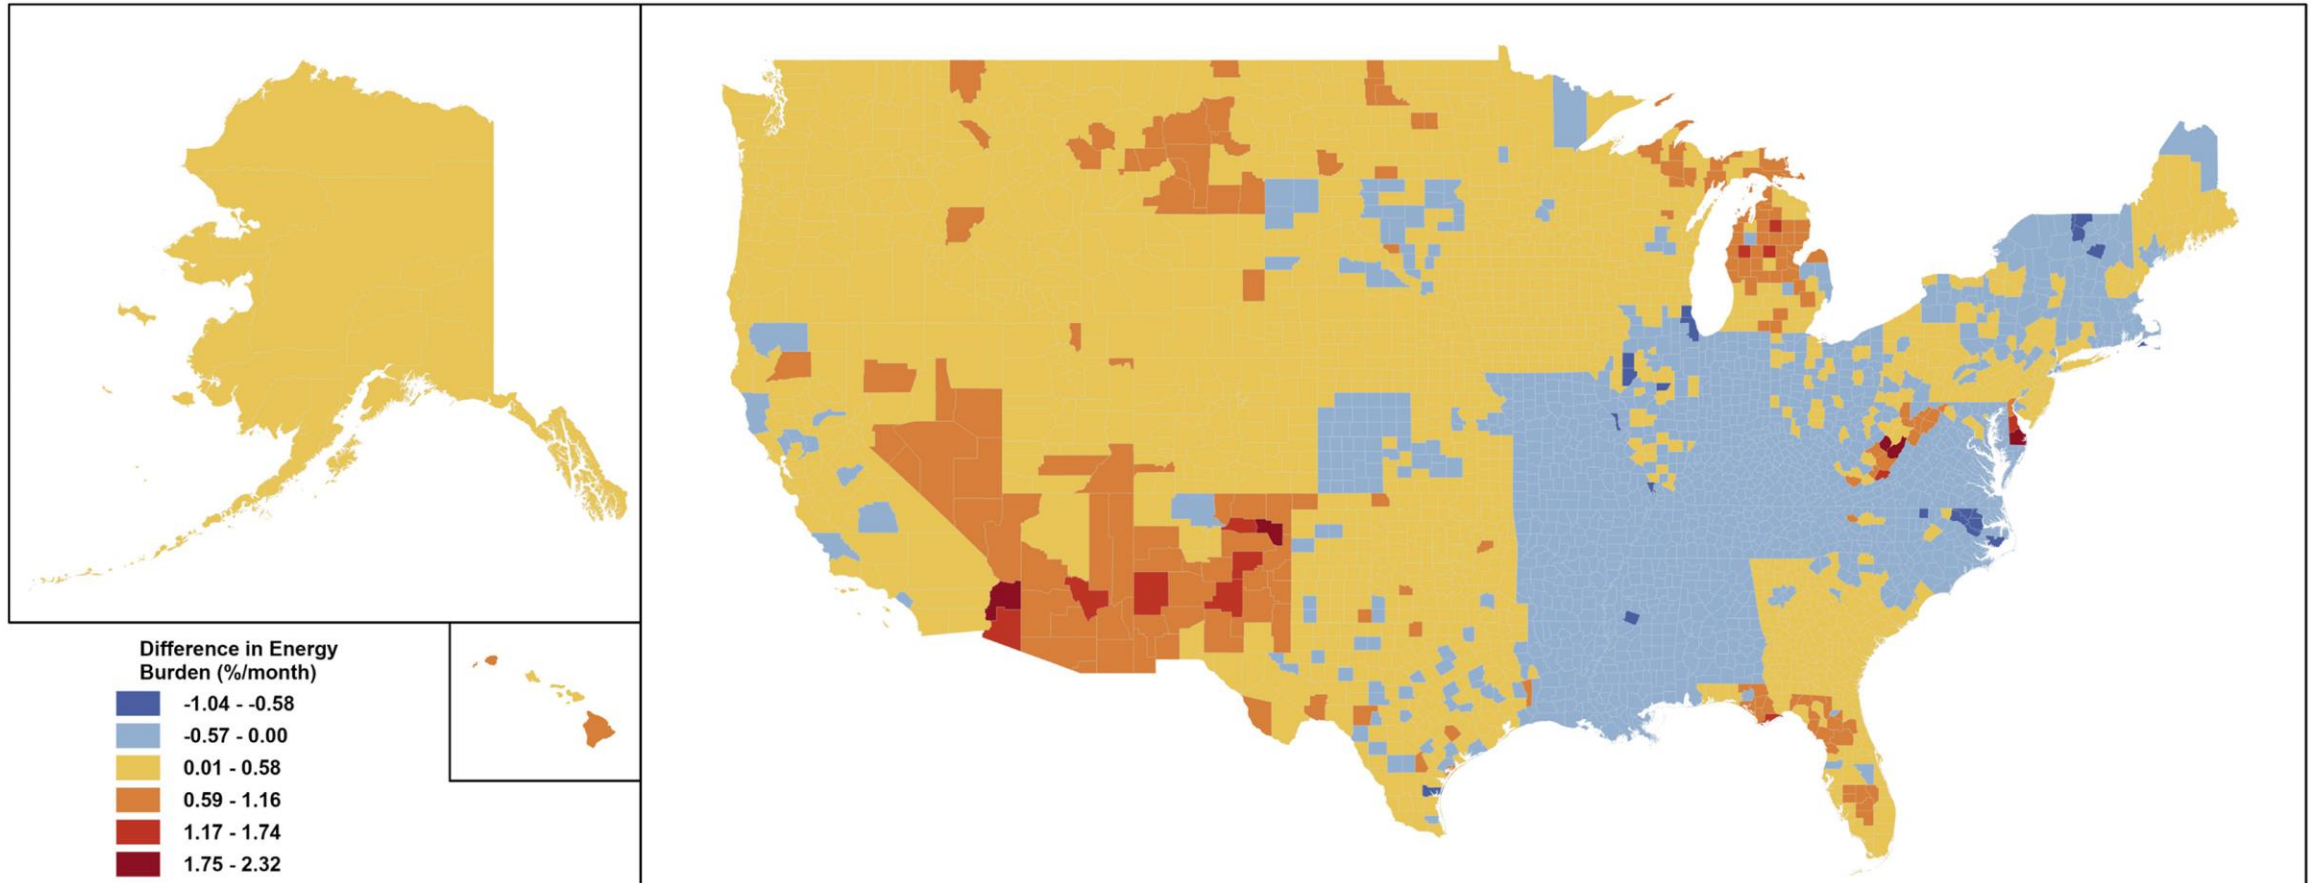 Difference in Energy
Burden (%/month)
-1.04 - -0.58
-0.57 - 0.00
0.01 - 0.58
0.59 - 1.16
1.17 - 1.74
1.75 - 2.32